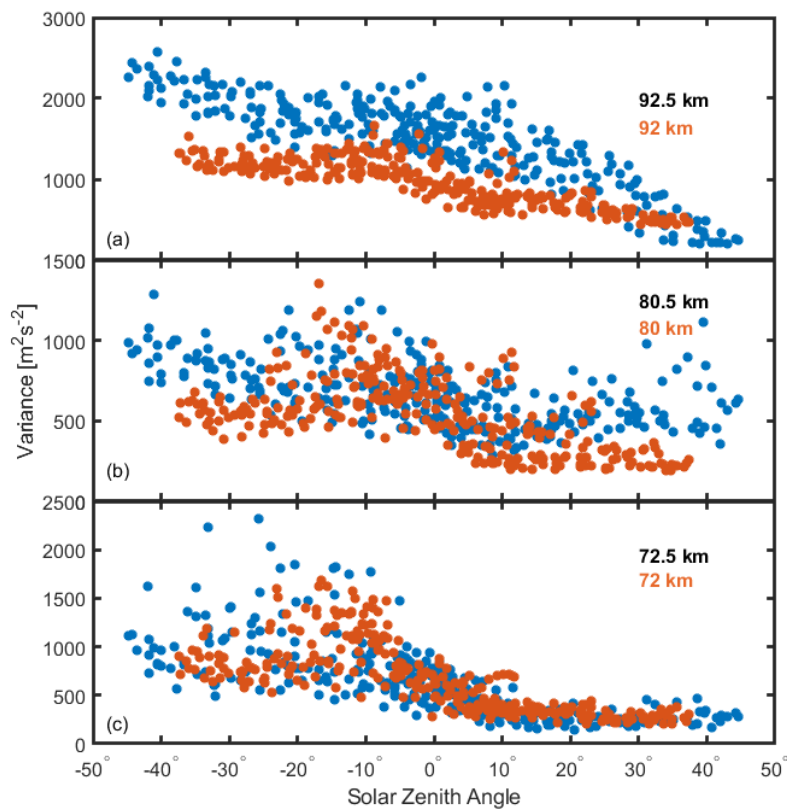 3000
2000
1000
92.5 km
92 km
(a)
1500
1000
500
80.5 km
80 km
(b)
Variance [m²s⁻²]
2500
2000
1500
1000
500
0
72.5 km
72 km
(c)
-50° -40° -30° -20° -10° 0° 10° 20° 30° 40° 50°
Solar Zenith Angle